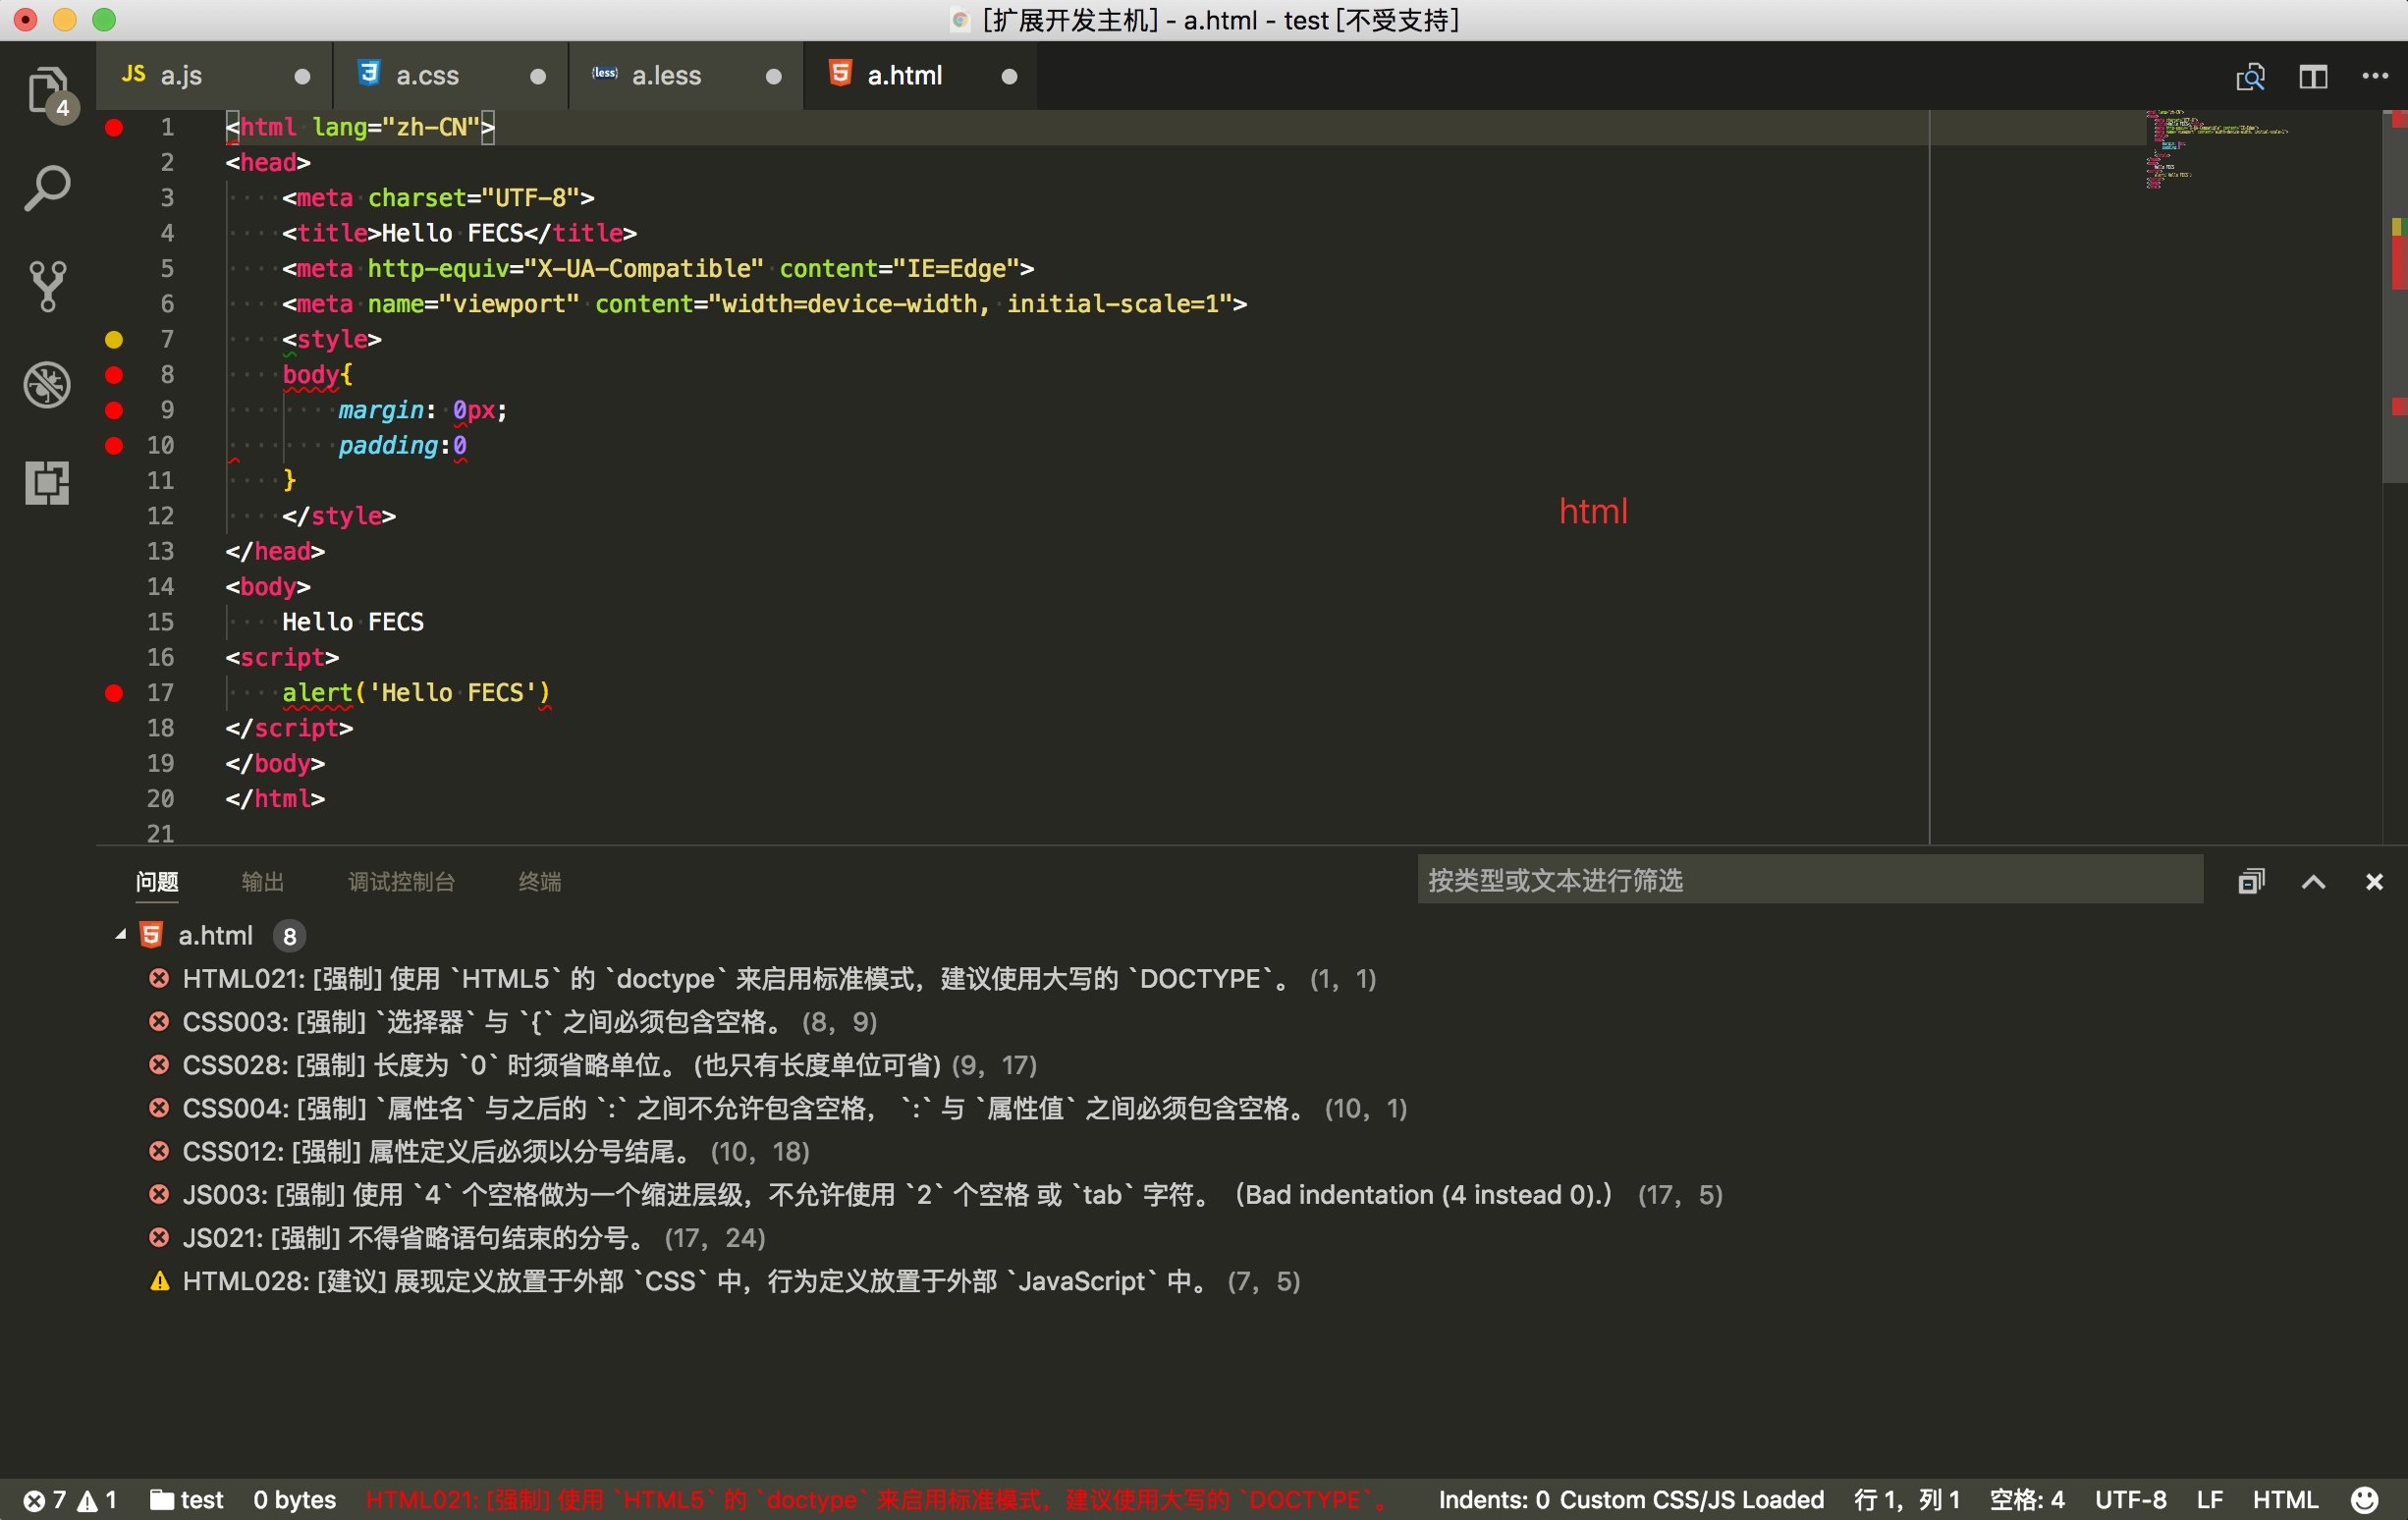 [扩展开发主机] - a.html - test [不受支持]
JS a.js
a.css
{less} a.less
a.html
4
1 <html lang="zh-CN">
2 <head>
3 <meta charset="UTF-8">
4 <title>Hello FECS</title>
5 <meta http-equiv="X-UA-Compatible" content="IE=Edge">
6 <meta name="viewport" content="width=device-width, initial-scale=1">
7 <style>
8 body{
9 margin: 0px;
10 padding:0
11 }
12 </style>
html
13 </head>
14 <body>
15 Hello FECS
16 <script>
17 alert('Hello FECS')
18 </script>
19 </body>
20 </html>
21
问题 输出 调试控制台 终端 按类型或文本进行筛选
a.html 8
HTML021: [强制] 使用 `HTML5` 的 `doctype` 来启用标准模式，建议使用大写的 `DOCTYPE`。 (1, 1)
CSS003: [强制] `选择器` 与 `{` 之间必须包含空格。 (8, 9)
CSS028: [强制] 长度为 `0` 时须省略单位。 (也只有长度单位可省) (9, 17)
CSS004: [强制] `属性名` 与之后的 `:` 之间不允许包含空格， `:` 与 `属性值` 之间必须包含空格。 (10, 1)
CSS012: [强制] 属性定义后必须以分号结尾。 (10, 18)
JS003: [强制] 使用 `4` 个空格做为一个缩进层级，不允许使用 `2` 个空格 或 `tab` 字符。（Bad indentation (4 instead 0).） (17, 5)
JS021: [强制] 不得省略语句结束的分号。 (17, 24)
HTML028: [建议] 展现定义放置于外部 `CSS` 中，行为定义放置于外部 `JavaScript` 中。 (7, 5)
7 1 test 0 bytes HTML021: [强制] 使用 `HTML5` 的 `doctype` 来启用标准模式，建议使用大写的 `DOCTYPE`。 Indents: 0 Custom CSS/JS Loaded 行 1，列 1 空格: 4 UTF-8 LF HTML